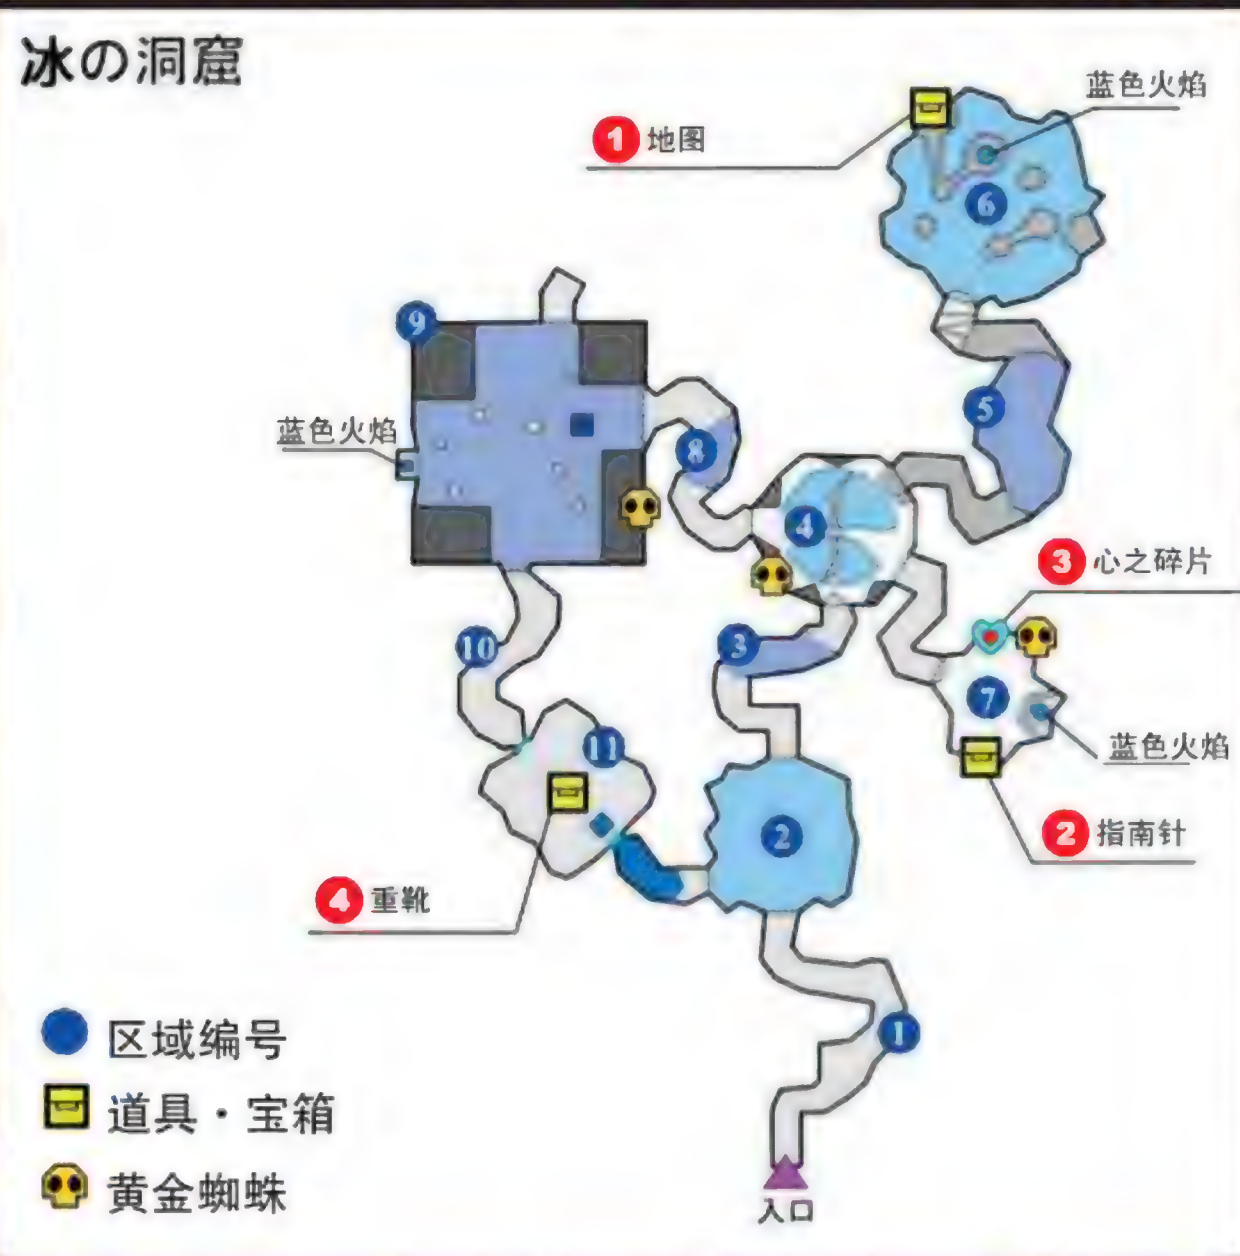 冰の洞窟
蓝色火焰
1 地图
6
9
5
蓝色火焰
8
4
3 心之碎片
3
10
7
11
蓝色火焰
2
2 指南针
4 重靴
1
区域编号
道具・宝箱
黄金蜘蛛
入口